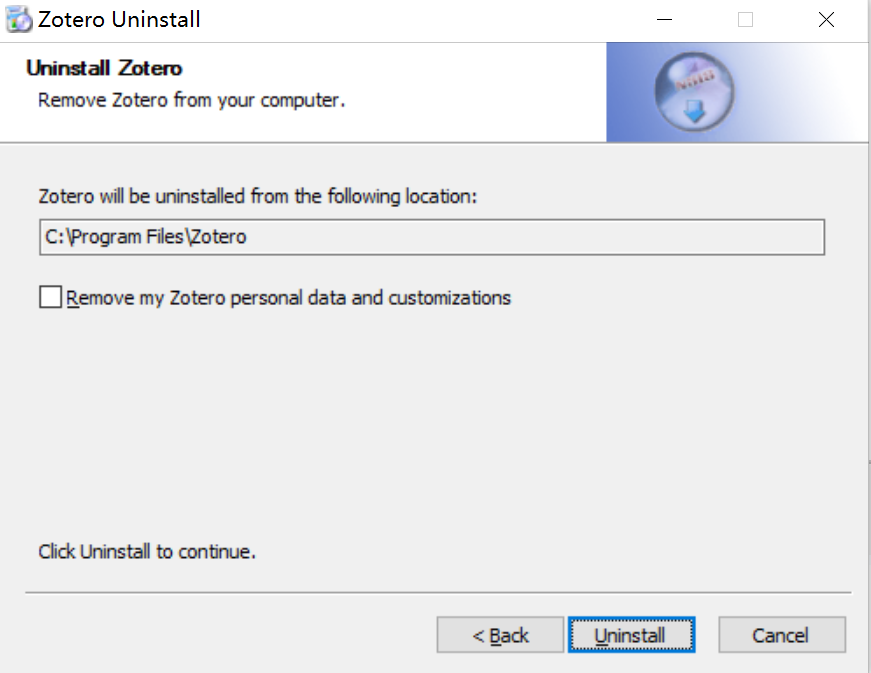 Zotero Uninstall
Uninstall Zotero
Remove Zotero from your computer.
Zotero will be uninstalled from the following location:
C:\Program Files\Zotero
Remove my Zotero personal data and customizations
Click Uninstall to continue.
< Back
Uninstall
Cancel